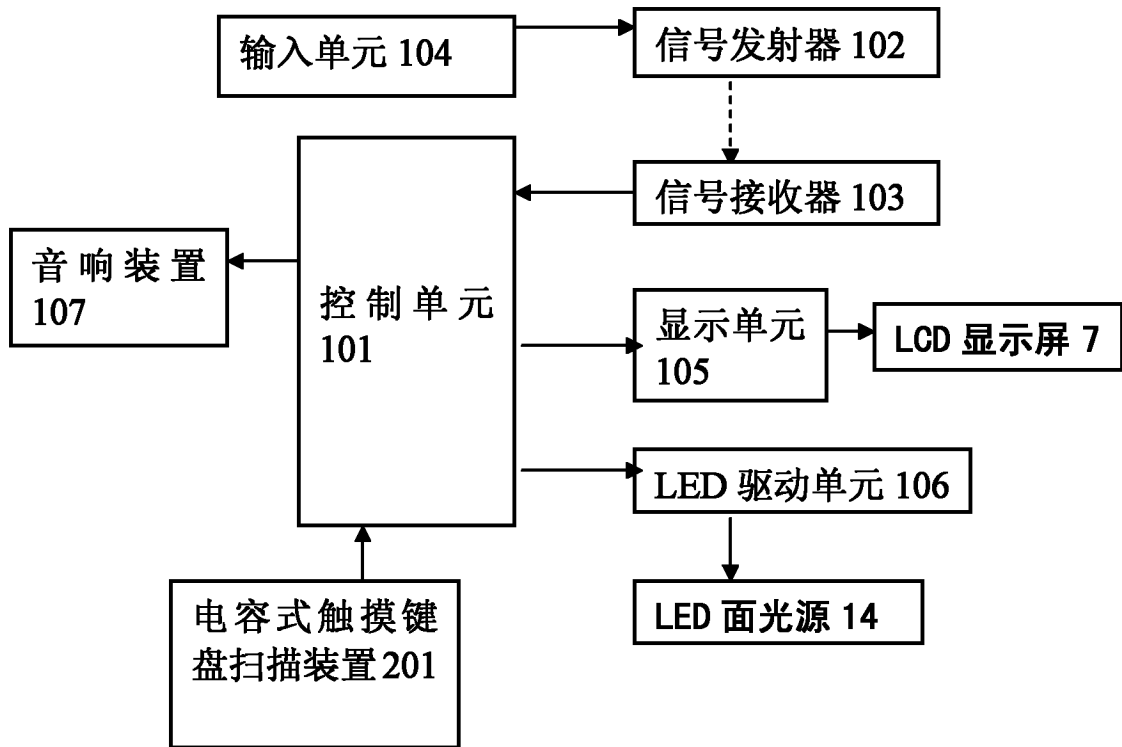 输入单元 104
信号发射器 102
信号接收器 103
音响装置
107
控制单元
101
显示单元
105
LCD 显示屏 7
LED 驱动单元 106
LED 面光源 14
电容式触摸键
盘扫描装置 201